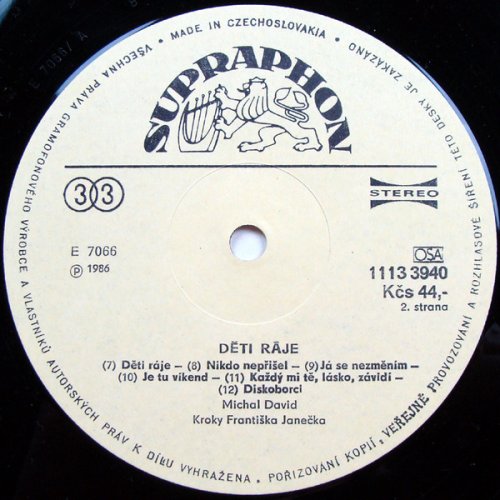 MADE IN CZECHOSLOVAKIA
VŠECHNA PRÁVA GRAMOFONOVÉHO VÝROBCE A VLASTNÍKŮ AUTORSKÝCH PRÁV K DÍLU VYHRAŽENA • POŘIZOVÁNÍ KOPIÍ, VEŘEJNÉ PROVOZOVÁNÍ A ROZHLASOVÉ ŠÍŘENÍ TÉTO DESKY JE ZAKÁZÁNO
E 7066/A
SUPRAPHON
33
STEREO
E 7066
Ⓟ 1986
OSA
1113 3940
Kčs 44,-
2. strana
DĚTI RÁJE
(7) Děti ráje – (8) Nikdo nepřišel – (9) Já se nezměním –
(10) Je tu víkend – (11) Každý mi tě, lásko, závidí –
(12) Diskoborci
Michal David
Kroky Františka Janečka